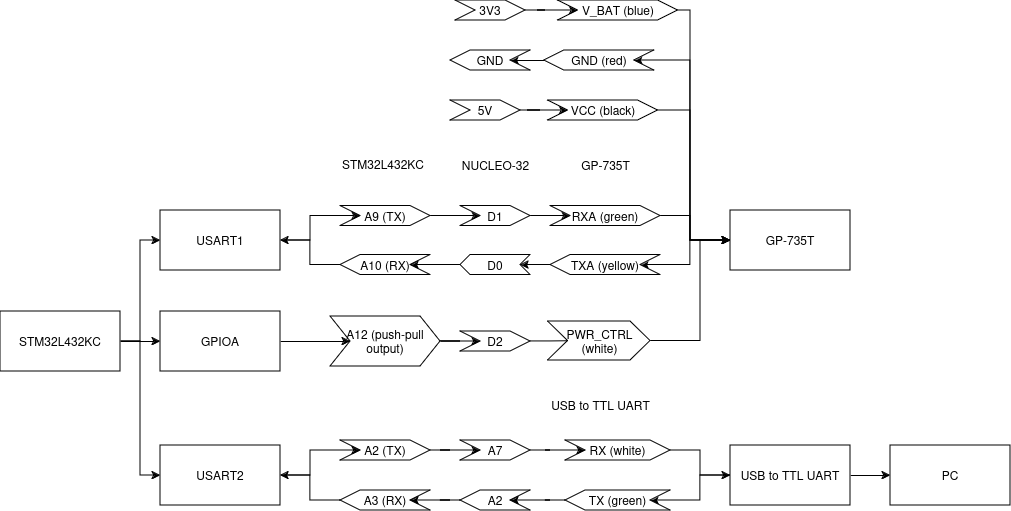 3V3
V_BAT (blue)
GND
GND (red)
5V
VCC (black)
STM32L432KC
NUCLEO-32
GP-735T
USART1
A9 (TX)
D1
RXA (green)
GP-735T
A10 (RX)
D0
TXA (yellow)
STM32L432KC
GPIOA
A12 (push-pull
output)
D2
PWR_CTRL
(white)
USB to TTL UART
USART2
A2 (TX)
A7
RX (white)
USB to TTL UART
PC
A3 (RX)
A2
TX (green)